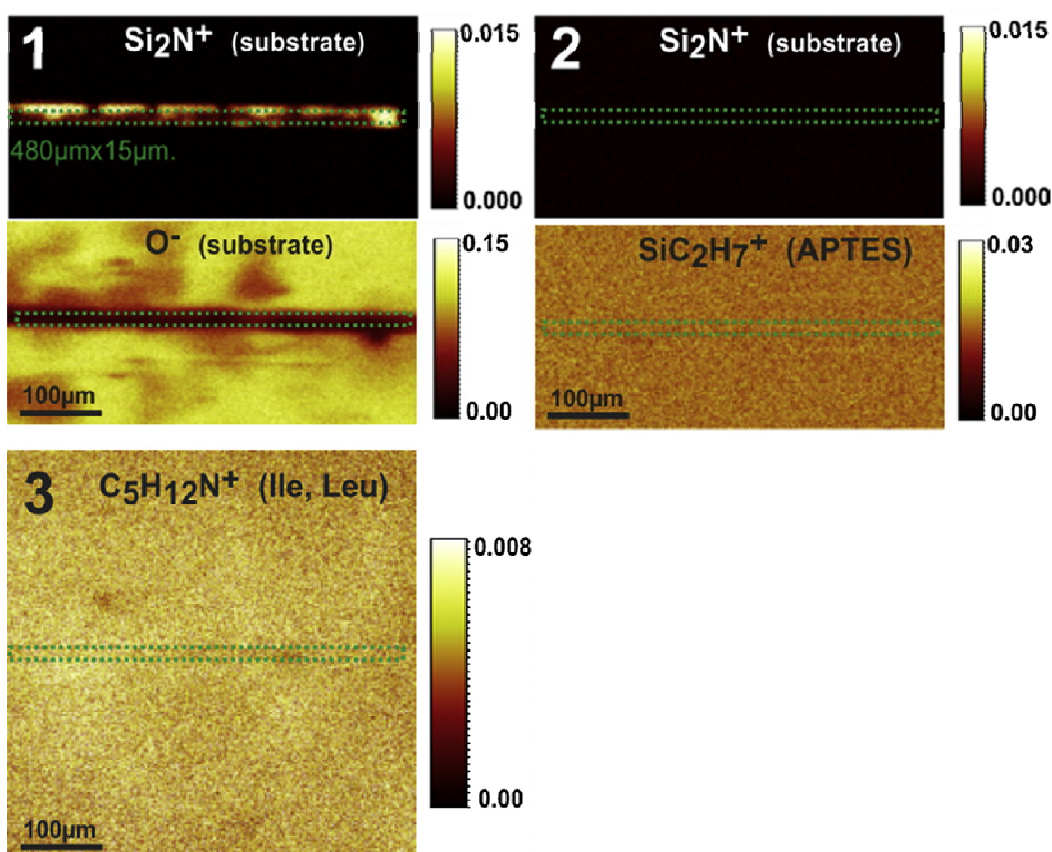 1 Si₂N⁺ (substrate)
0.015
480µmx15µm.
0.000
2 Si₂N⁺ (substrate)
0.015
0.000
O⁻ (substrate)
0.15
100µm
0.00
SiC₂H₇⁺ (APTES)
0.03
100µm
0.00
3 C₅H₁₂N⁺ (Ile, Leu)
0.008
0.00
100µm